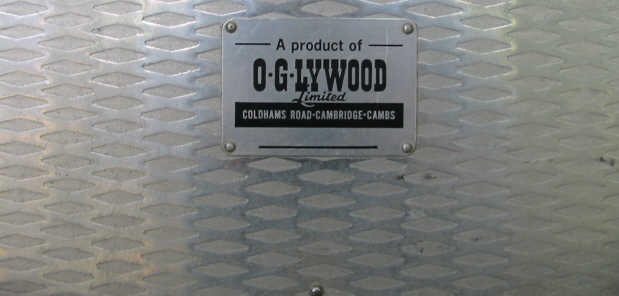 A product of
O·G·LYWOOD
Limited
COLDHAMS ROAD·CAMBRIDGE·CAMBS